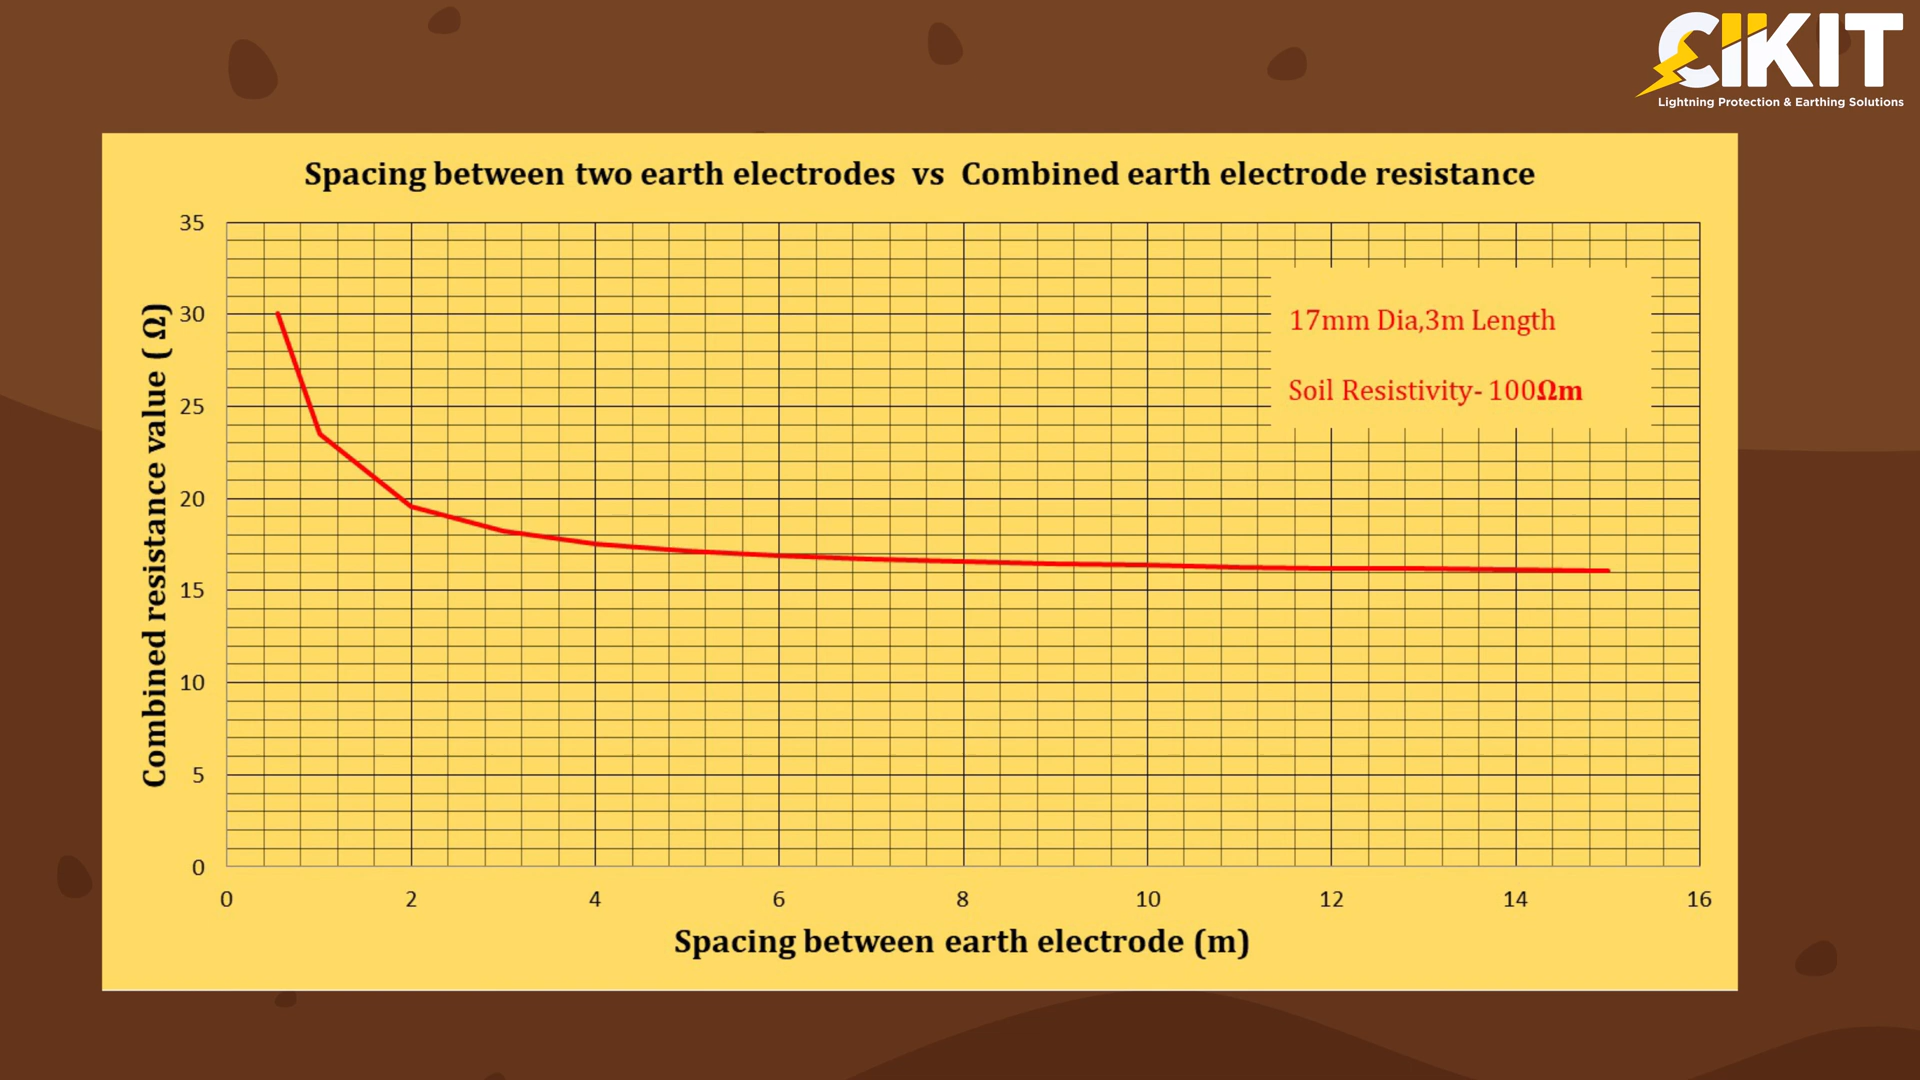 CIKIT
Lightning Protection & Earthing Solutions
Spacing between two earth electrodes vs Combined earth electrode resistance
35
30
25
20
15
10
5
0
Combined resistance value ( Ω)
17mm Dia,3m Length
Soil Resistivity- 100Ωm
0 2 4 6 8 10 12 14 16
Spacing between earth electrode (m)